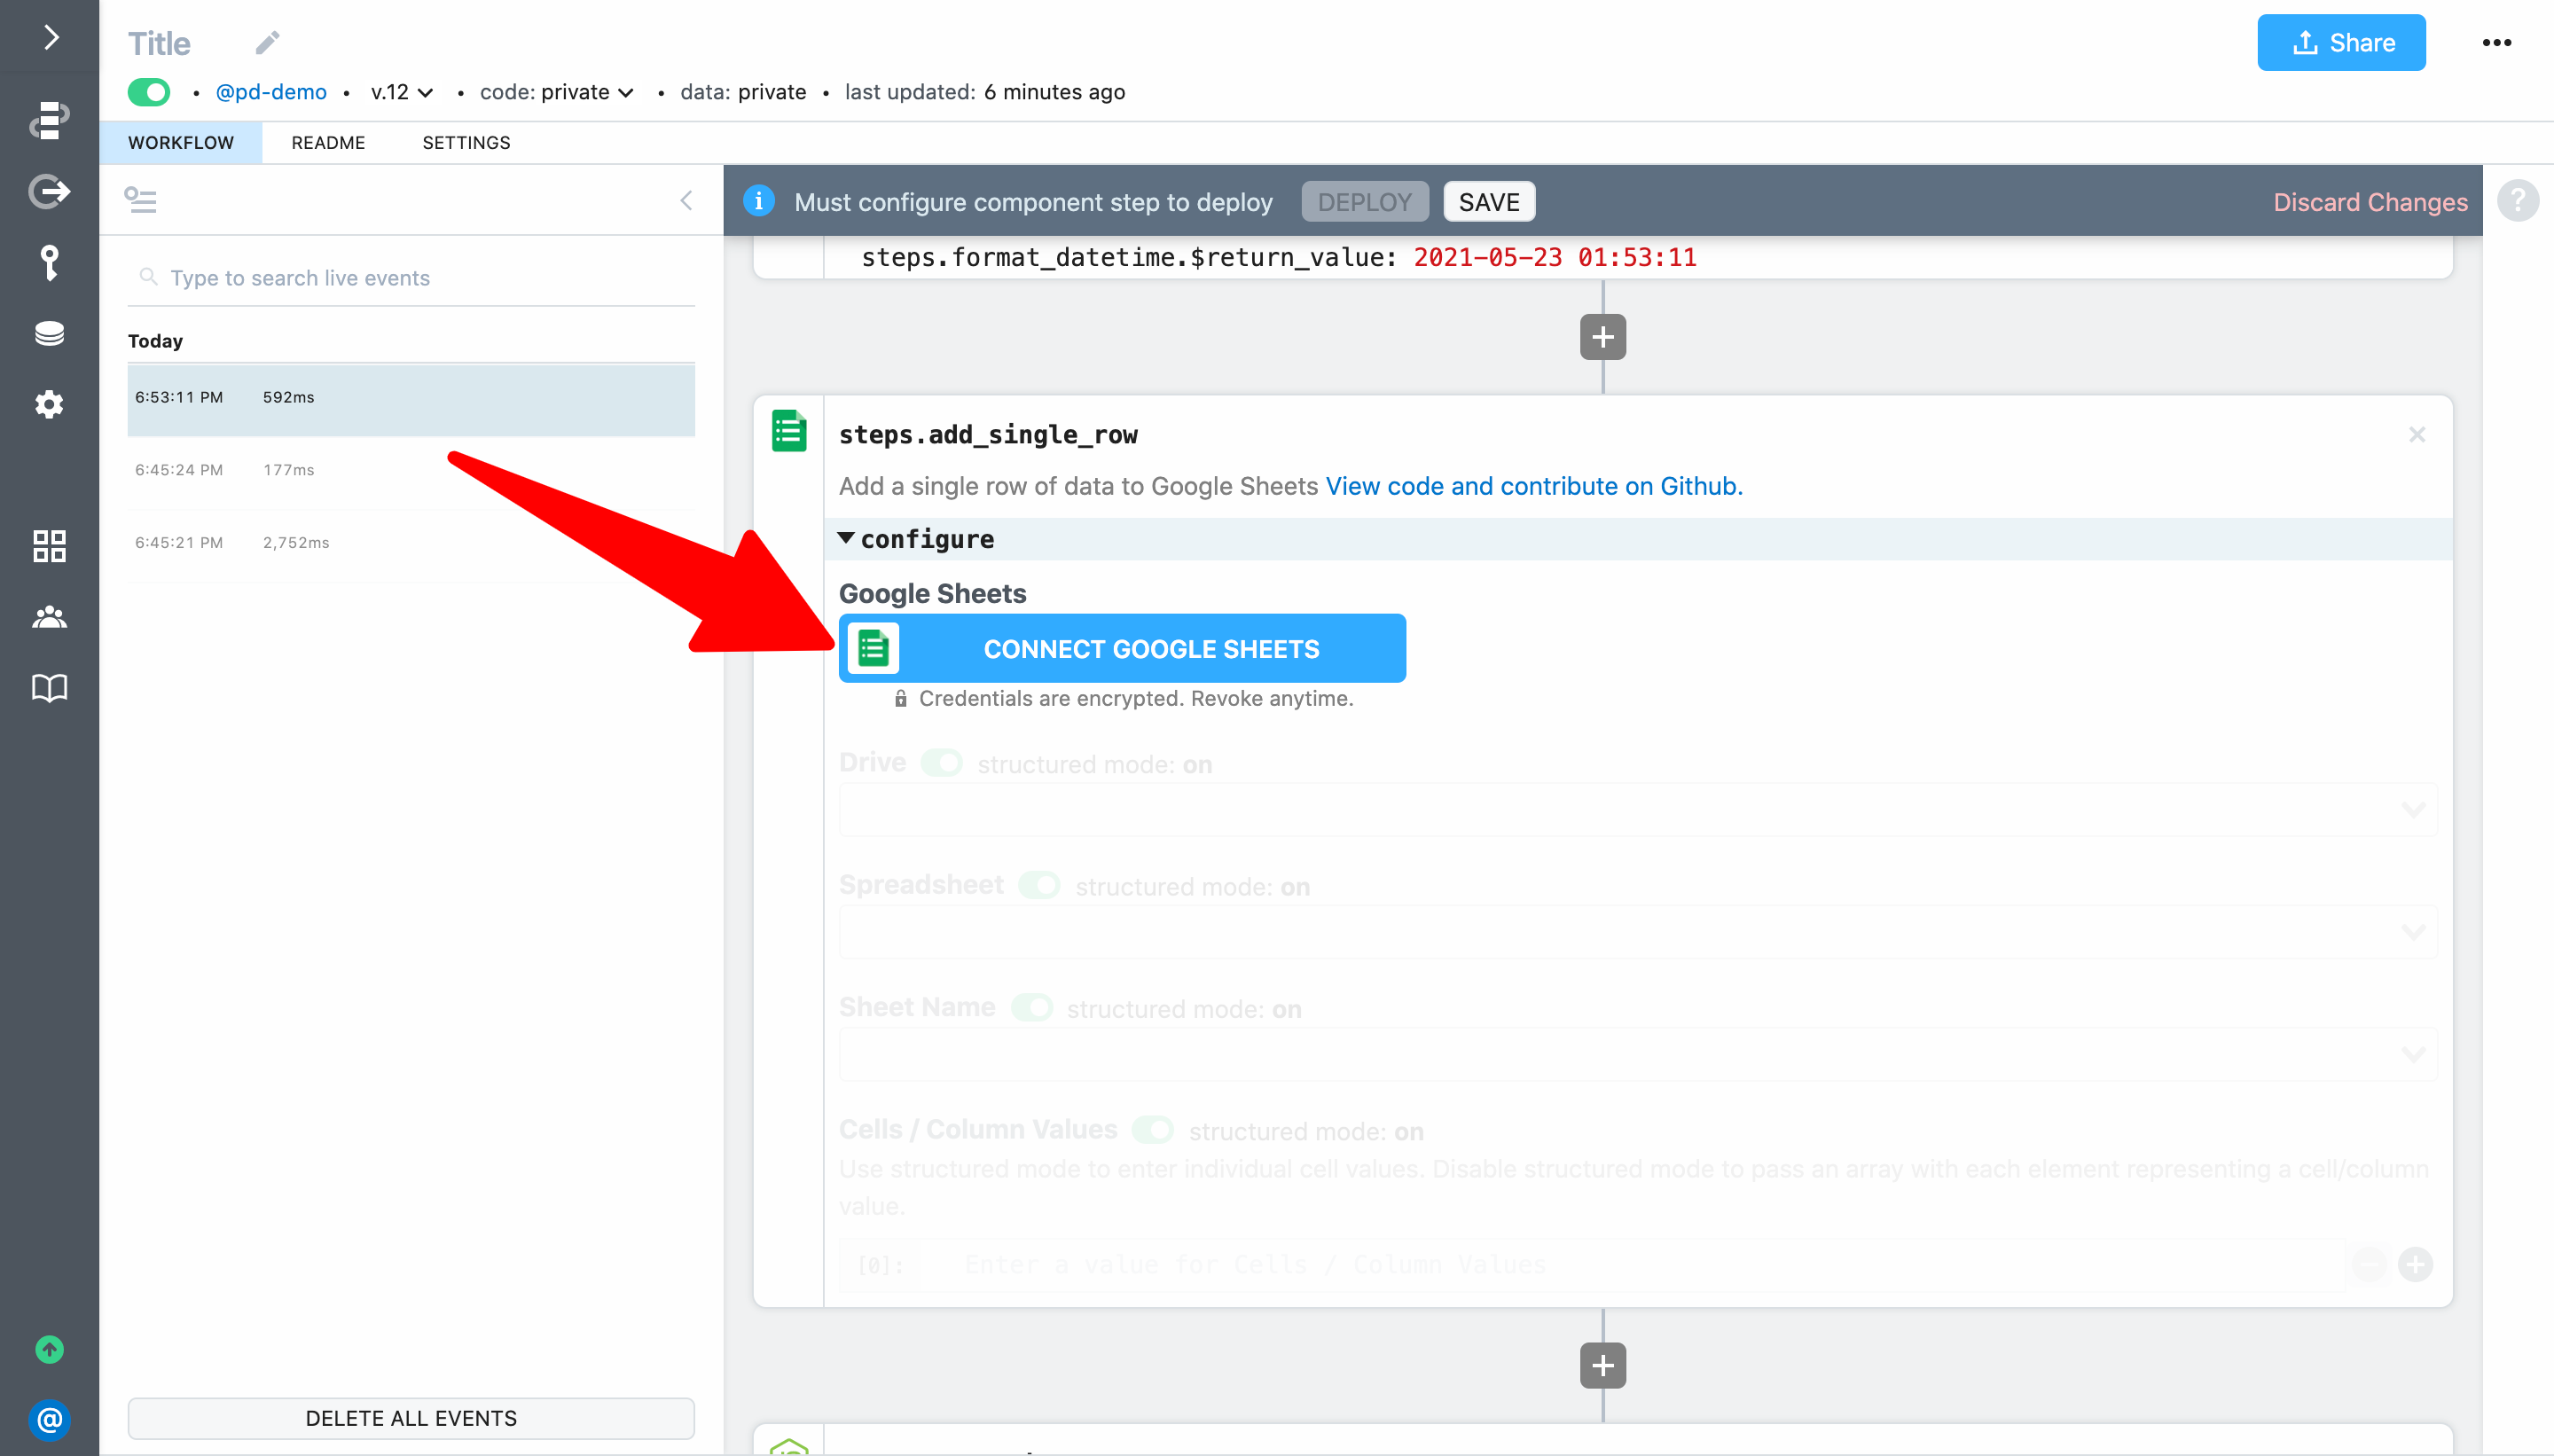 Title
Share
@pd-demo • v.12 • code: private • data: private • last updated: 6 minutes ago
WORKFLOW README SETTINGS
Must configure component step to deploy DEPLOY SAVE Discard Changes
?
steps.format_datetime.$return_value: 2021-05-23 01:53:11
Type to search live events
Today
6:53:11 PM 592ms
6:45:24 PM 177ms
6:45:21 PM 2,752ms
DELETE ALL EVENTS
steps.add_single_row
Add a single row of data to Google Sheets View code and contribute on Github.
configure
Google Sheets
CONNECT GOOGLE SHEETS
Credentials are encrypted. Revoke anytime.
Drive structured mode: on
Spreadsheet structured mode: on
Sheet Name structured mode: on
Cells / Column Values structured mode: on
Use structured mode to enter individual cell values. Disable structured mode to pass an array with each element representing a cell/column
value.
[0]: Enter a value for Cells / Column Values